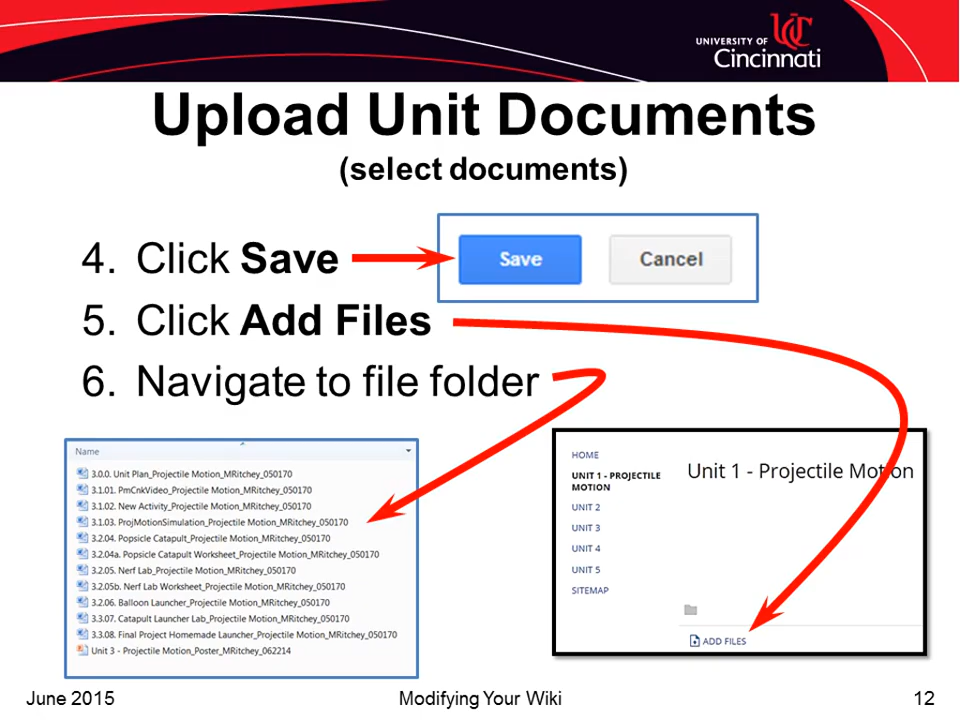 UNIVERSITY OF
Cincinnati
Upload Unit Documents
(select documents)
4. Click Save
Save
Cancel
5. Click Add Files
6. Navigate to file folder
Name
3.0.0. Unit Plan_Projectile Motion_MRitchey_050170
3.1.01. PmCnkVideo_Projectile Motion_MRitchey_050170
3.1.02. New Activity_Projectile Motion_MRitchey_050170
3.1.03. ProjMotionSimulation_Projectile Motion_MRitchey_050170
3.2.04. Popsicle Catapult_Projectile Motion_MRitchey_050170
3.2.04a. Popsicle Catapult Worksheet_Projectile Motion_MRitchey_050170
3.2.05. Nerf Lab_Projectile Motion_MRitchey_050170
3.2.05b. Nerf Lab Worksheet_Projectile Motion_MRitchey_050170
3.2.06. Balloon Launcher_Projectile Motion_MRitchey_050170
3.3.07. Catapult Launcher Lab_Projectile Motion_MRitchey_050170
3.3.08. Final Project Homemade Launcher_Projectile Motion_MRitchey_050170
Unit 3 - Projectile Motion_Poster_MRitchey_062214
HOME
UNIT 1 - PROJECTILE
MOTION
UNIT 2
UNIT 3
UNIT 4
UNIT 5
SITEMAP
Unit 1 - Projectile Motion
ADD FILES
June 2015
Modifying Your Wiki
12